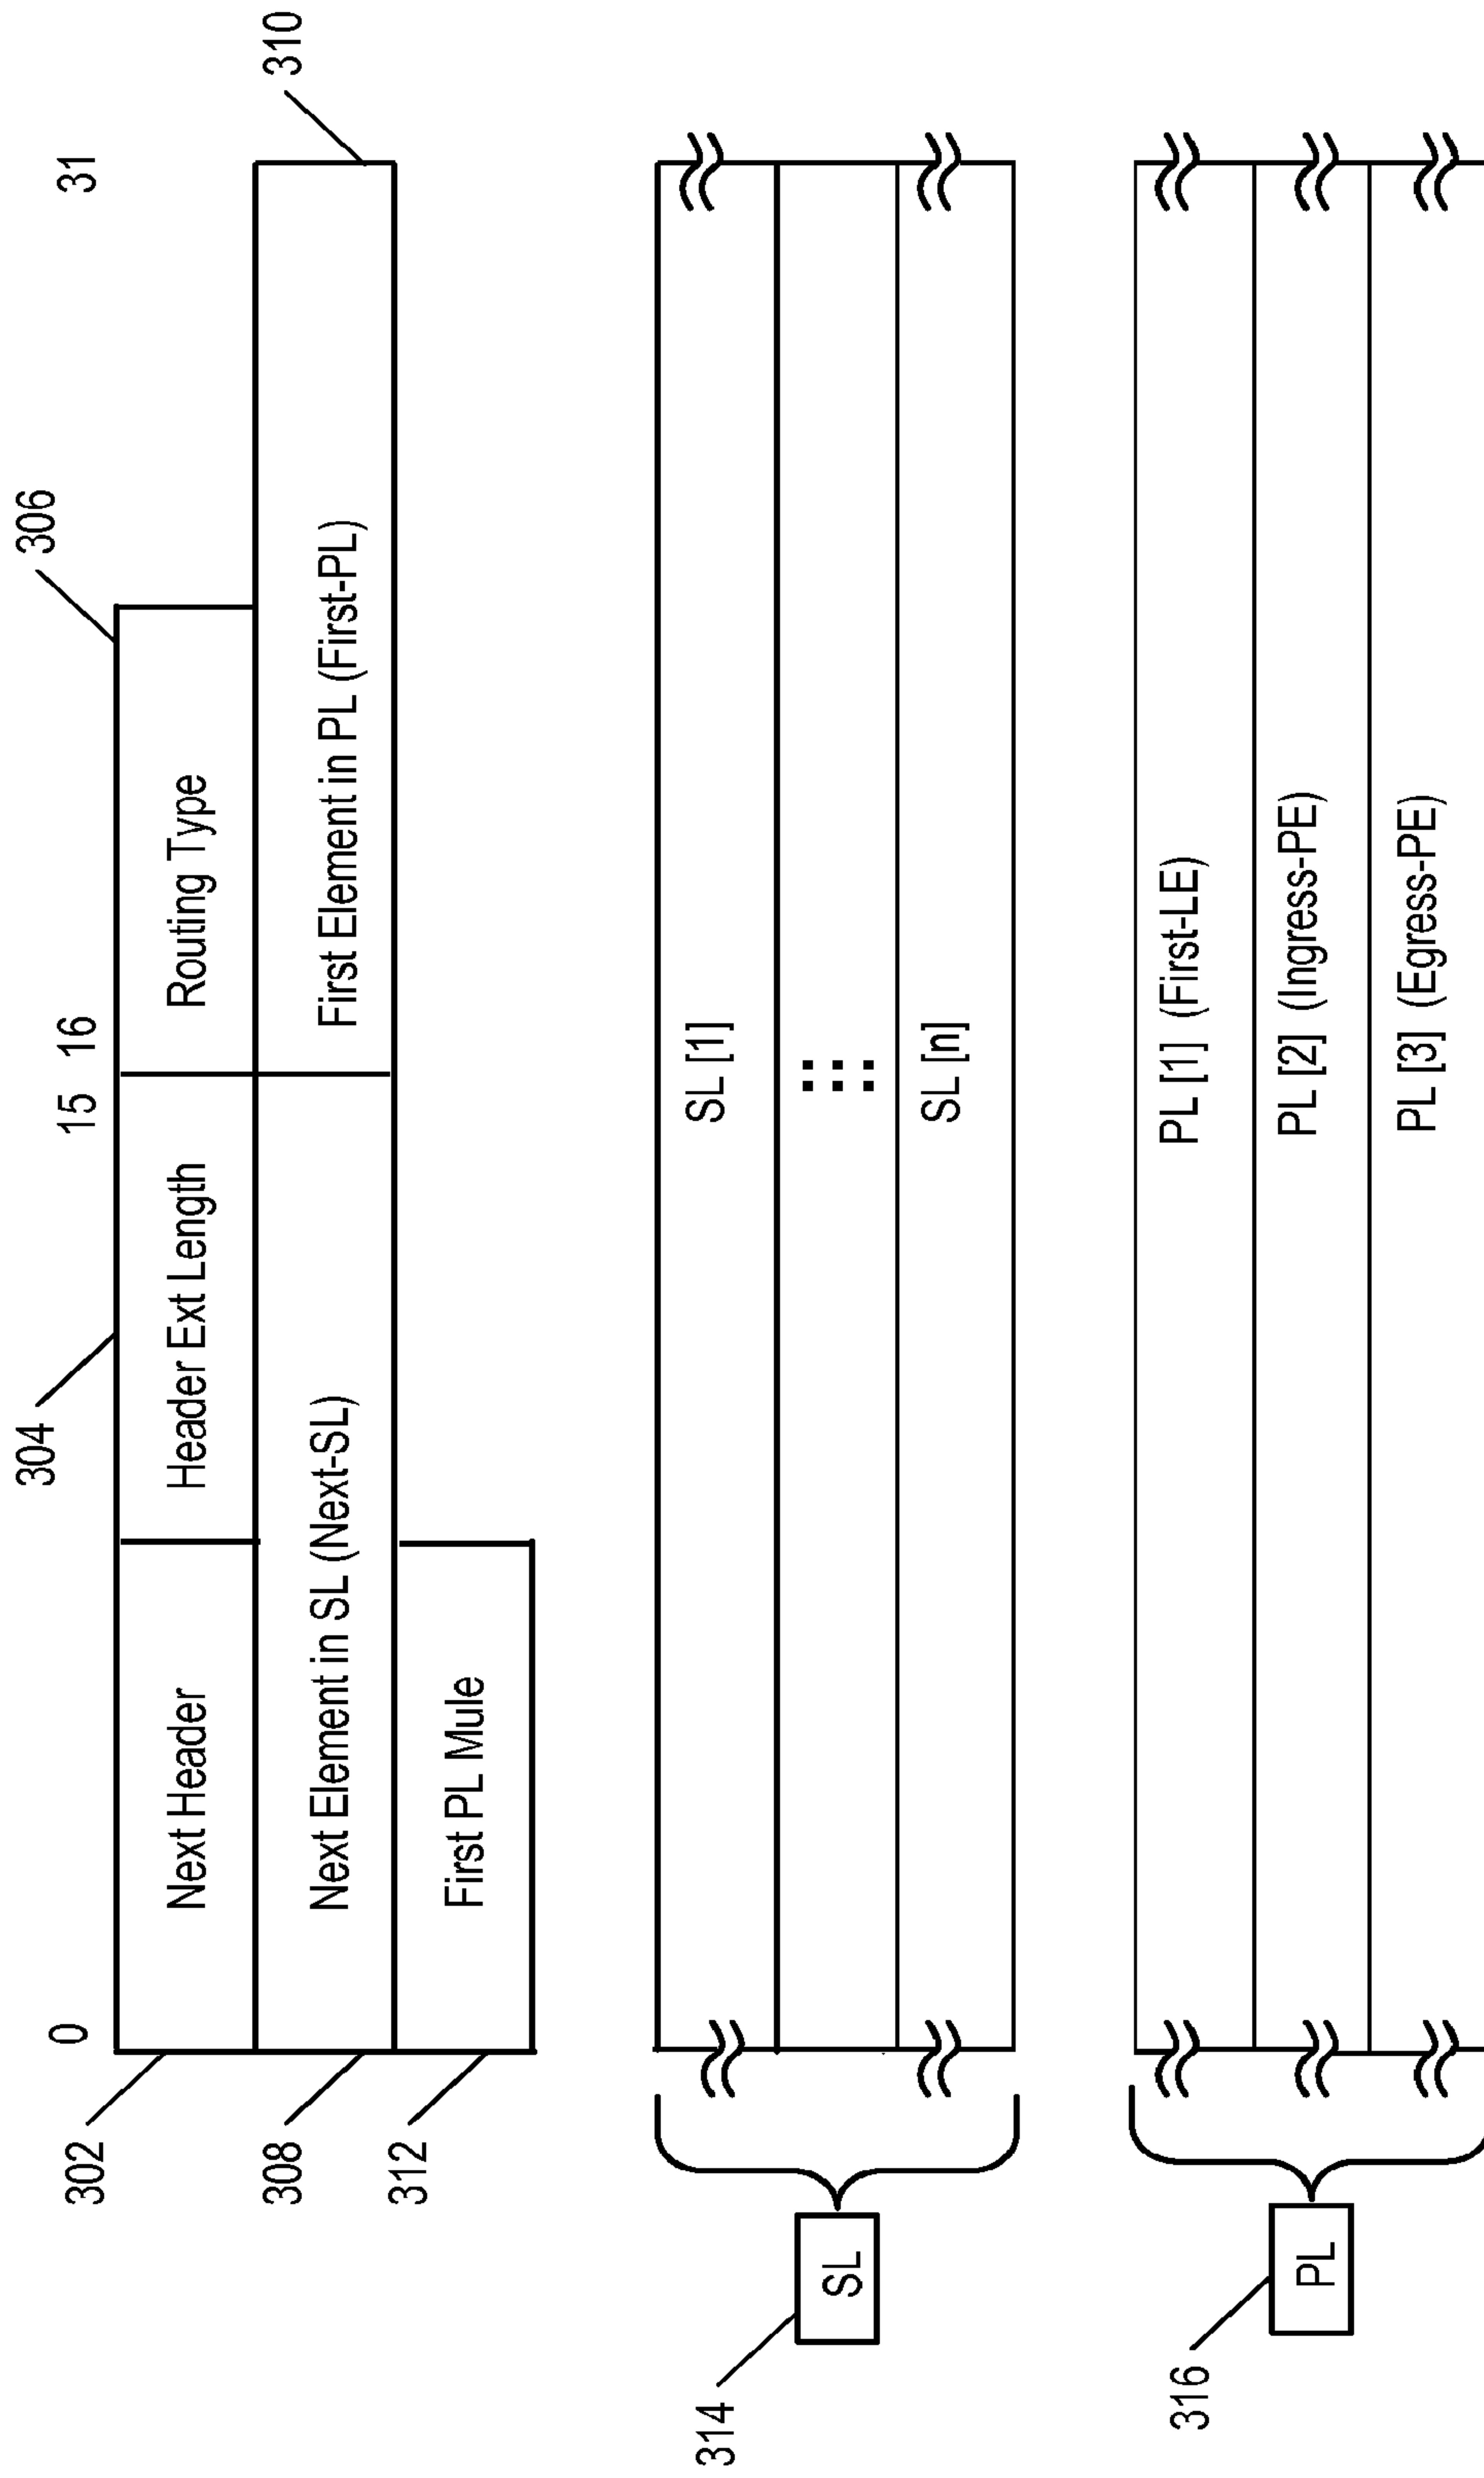 304 306
0 15 16 31
302 Next Header Header Ext Length Routing Type
308 Next Element in SL (Next-SL) First Element in PL (First-PL) 310
312 First PL Mule
314 SL
SL [1]
SL [n]
316 PL
PL [1] (First-LE)
PL [2] (Ingress-PE)
PL [3] (Egress-PE)